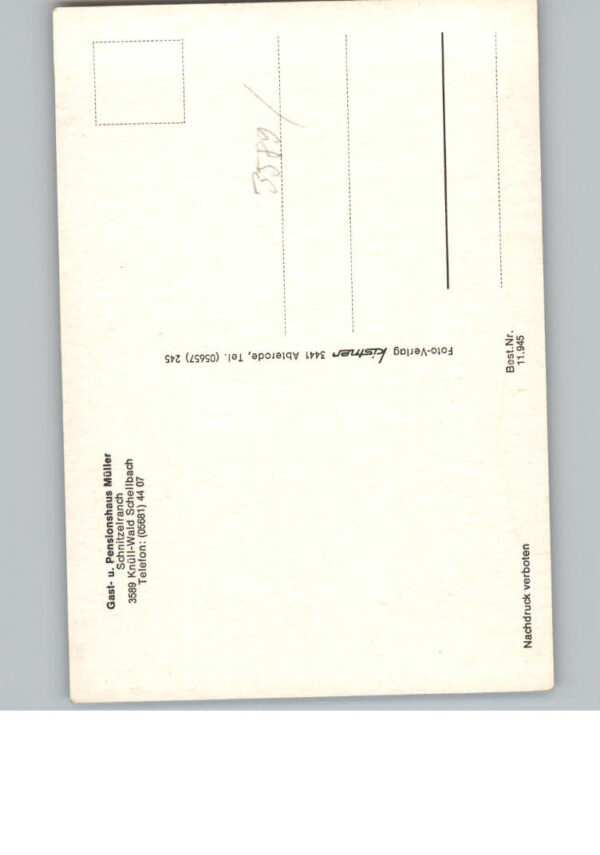 Gast- u. Pensionshaus Müller
Schnitzelranch
3589 Knüll-Wald Schellbach
Telefon: (05681) 44 07
3589
Foto-Verlag kistner 3441 Abterode, Tel. (05657) 245
Best.Nr.
11.945
Nachdruck verboten